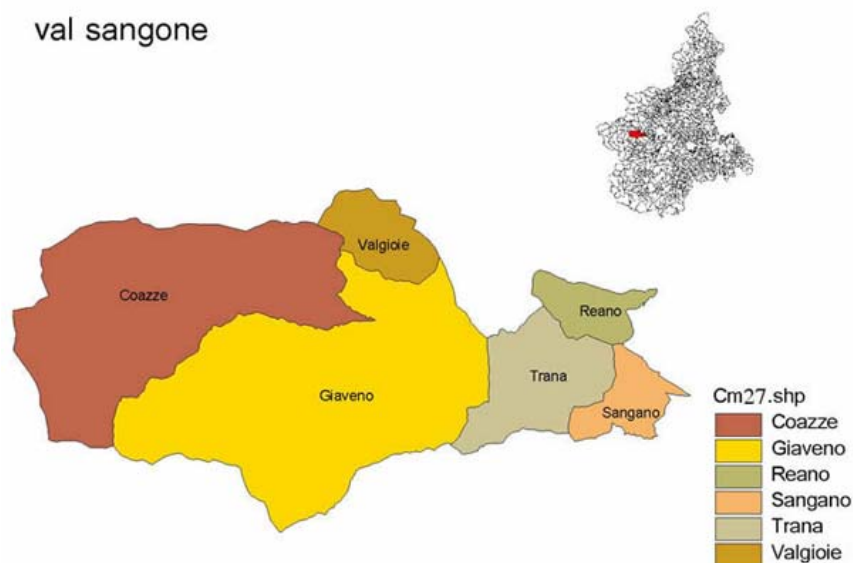 val sangone
Valgioie
Coazze
Reano
Trana
Giaveno
Sangano
Cm27.shp
Coazze
Giaveno
Reano
Sangano
Trana
Valgioie